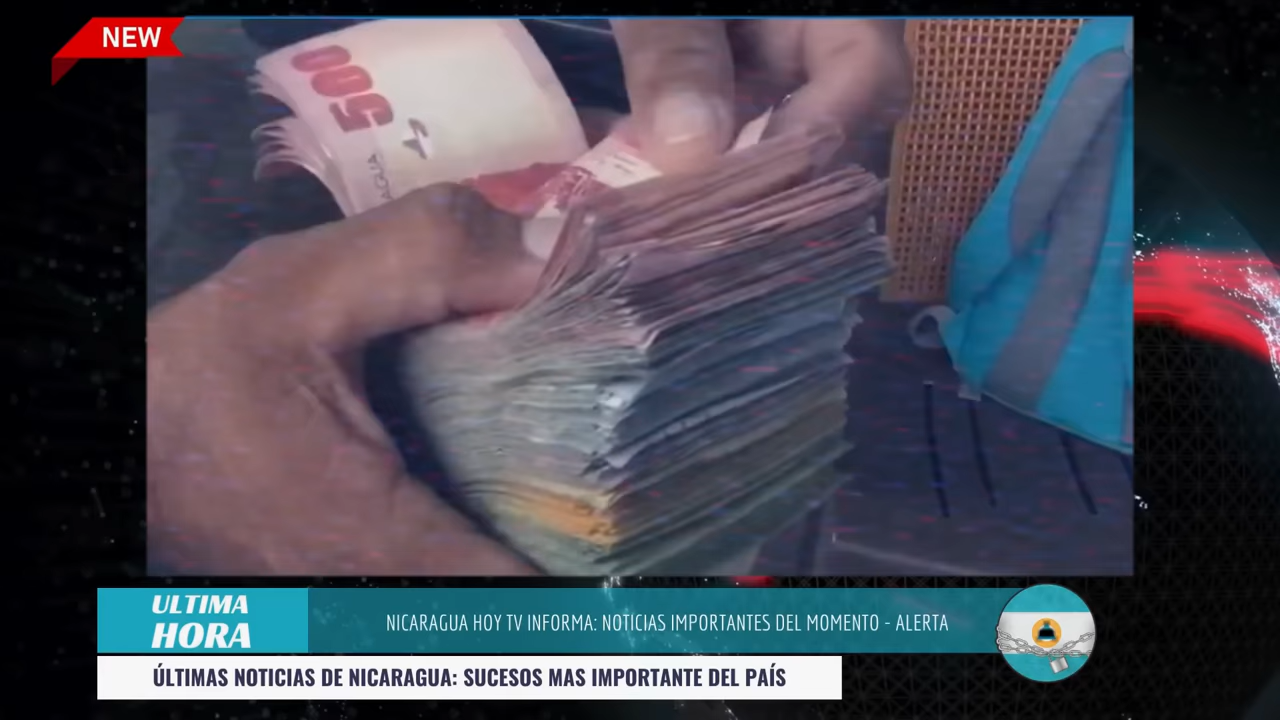 NEW
500
AGUA
ULTIMA
HORA
NICARAGUA HOY TV INFORMA: NOTICIAS IMPORTANTES DEL MOMENTO - ALERTA
ÚLTIMAS NOTICIAS DE NICARAGUA: SUCESOS MAS IMPORTANTE DEL PAÍS